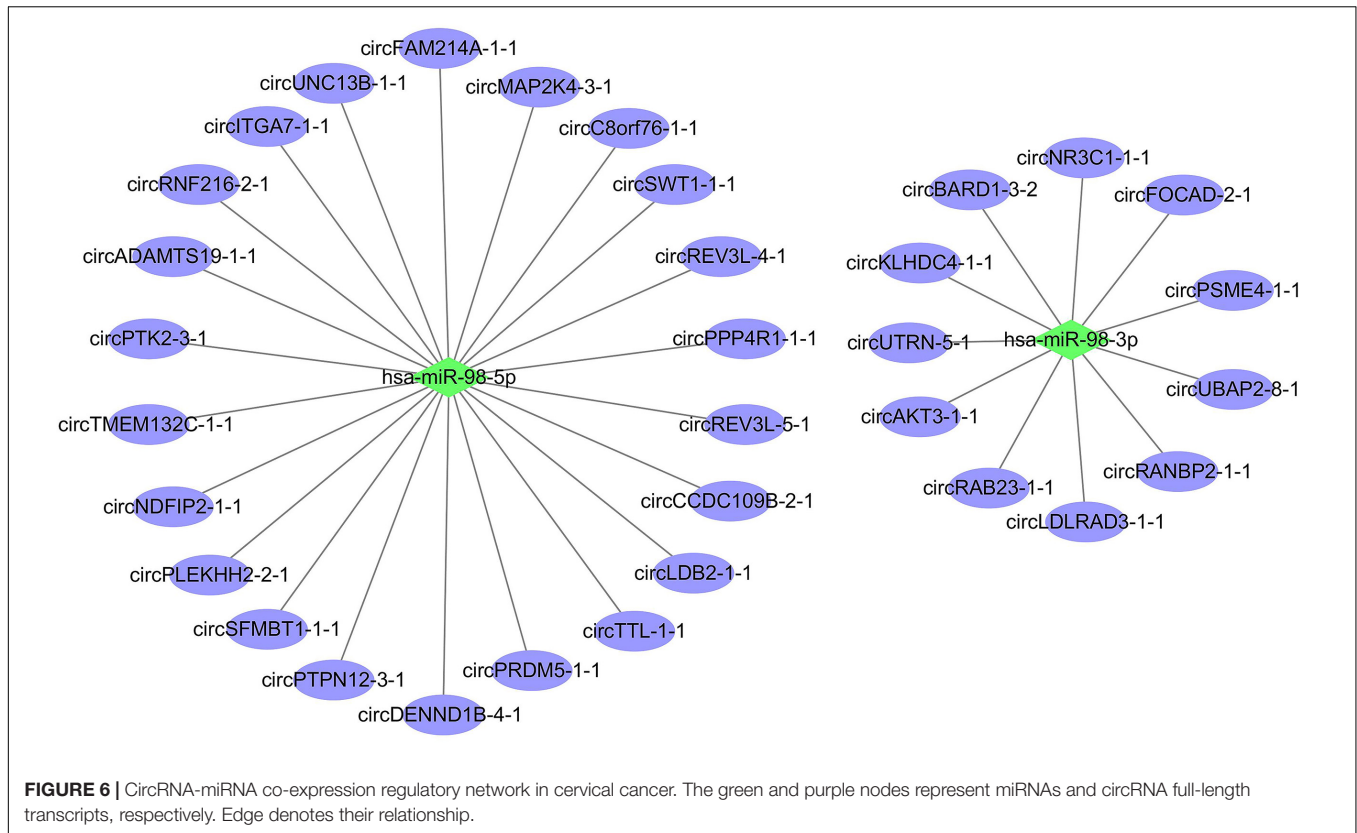 circFAM214A-1-1
circUNC13B-1-1
circMAP2K4-3-1
circITGA7-1-1
circC8orf76-1-1
circRNF216-2-1
circSWT1-1-1
circADAMTS19-1-1
circREV3L-4-1
circPTK2-3-1
circPPP4R1-1-1
hsa-miR-98-5p
circTMEM132C-1-1
circREV3L-5-1
circNDFIP2-1-1
circCCDC109B-2-1
circPLEKHH2-2-1
circLDB2-1-1
circSFMBT1-1-1
circTTL-1-1
circPTPN12-3-1
circPRDM5-1-1
circDENND1B-4-1
circNR3C1-1-1
circBARD1-3-2
circFOCAD-2-1
circKLHDC4-1-1
circPSME4-1-1
circUTRN-5-1
hsa-miR-98-3p
circUBAP2-8-1
circAKT3-1-1
circRANBP2-1-1
circRAB23-1-1
circLDLRAD3-1-1
FIGURE 6 | CircRNA-miRNA co-expression regulatory network in cervical cancer. The green and purple nodes represent miRNAs and circRNA full-length
transcripts, respectively. Edge denotes their relationship.